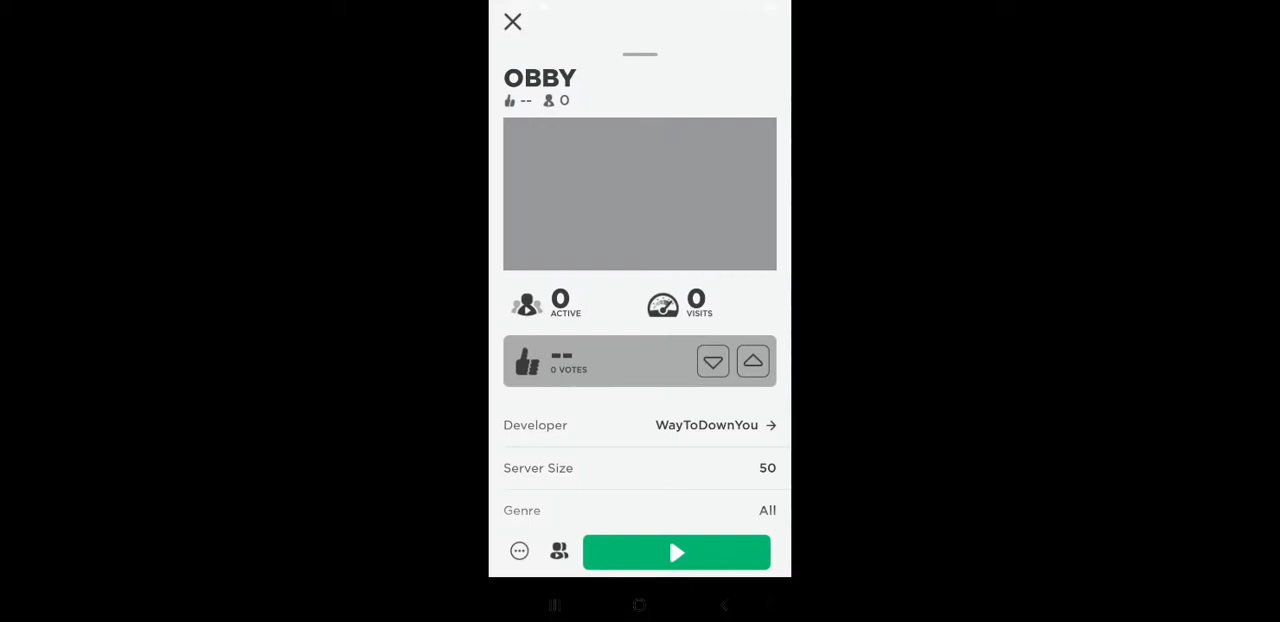 OBBY
-- 0
0
ACTIVE
0
VISITS
--
0 VOTES
Developer WayToDownYou →
Server Size 50
Genre All